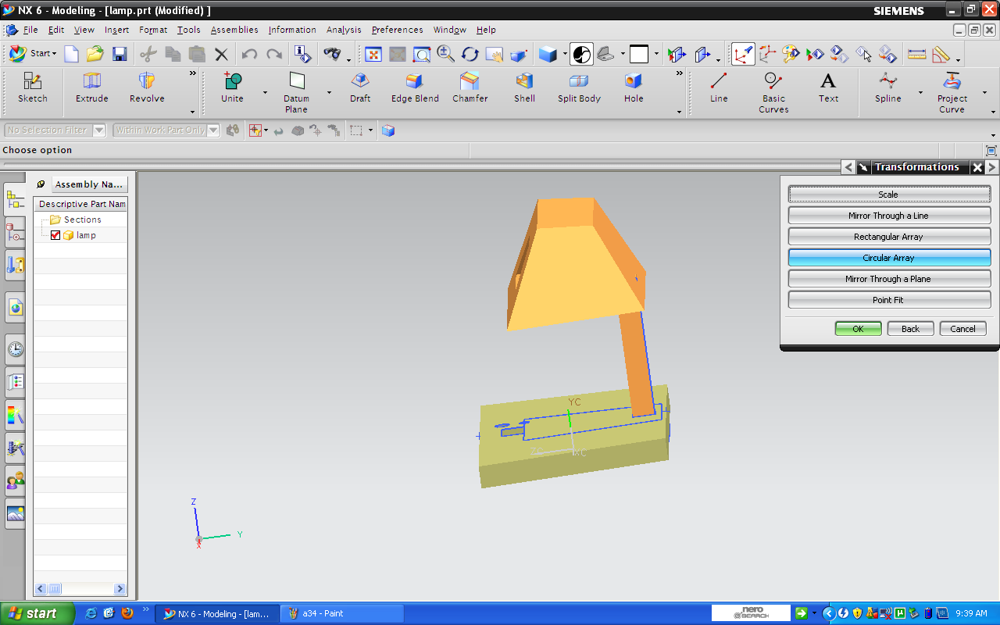 NX 6 - Modeling - [lamp.prt (Modified) ]
SIEMENS
File Edit View Insert Format Tools Assemblies Information Analysis Preferences Window Help
Start
Sketch Extrude Revolve Unite Datum Plane Draft Edge Blend Chamfer Shell Split Body Hole Line Basic Curves Text Spline Project Curve
No Selection Filter Within Work Part Only
Choose option
Transformations
Assembly Na...
Descriptive Part Nam
Sections
lamp
Scale
Mirror Through a Line
Rectangular Array
Circular Array
Mirror Through a Plane
Point Fit
OK Back Cancel
YC
ZC
XC
Z
Y
X
start
NX 6 - Modeling - [lam...
a34 - Paint
nero
@SEARCH
9:39 AM